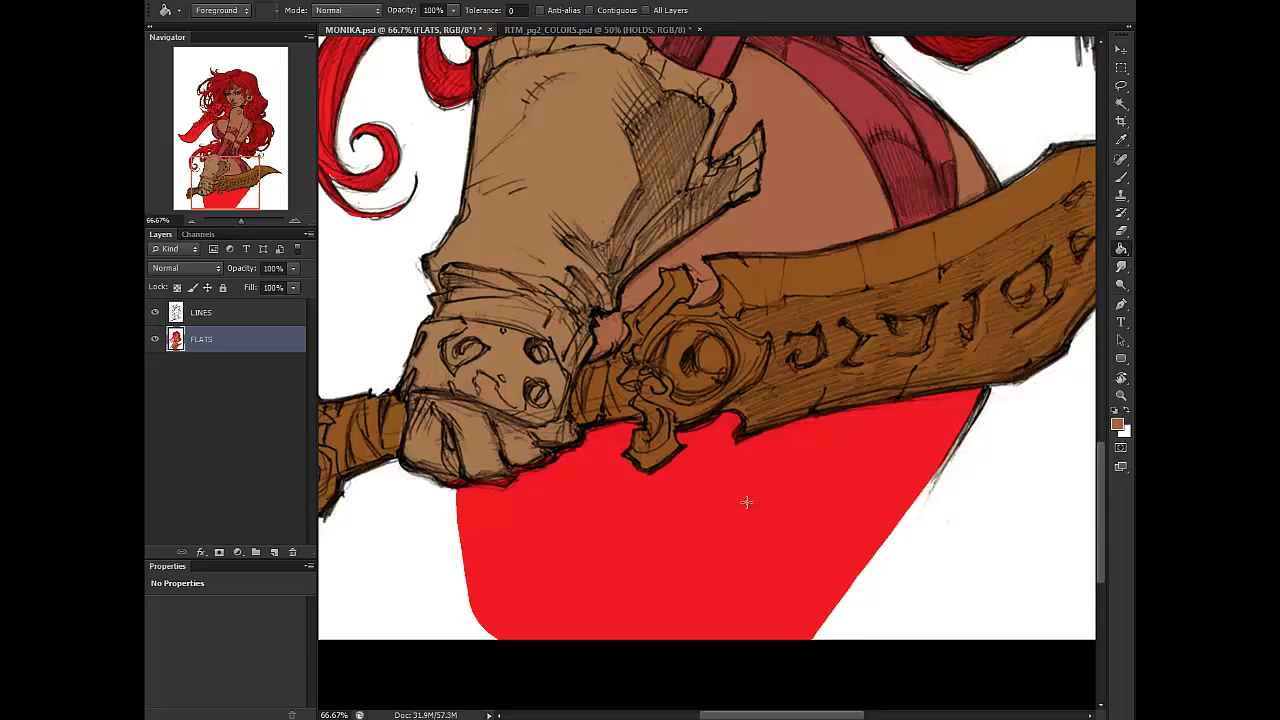 Foreground Mode: Normal Opacity: 100% Tolerance: 0 Anti-alias Contiguous All Layers
Navigator
MONIKA.psd @ 66.7% (FLATS, RGB/8*) * × RTM_pg2_COLORS.psd @ 50% (HOLDS, RGB/8) * ×
66.67%
Layers Channels
Kind
Normal Opacity: 100%
Lock: Fill: 100%
LINES
FLATS
fx
Properties
No Properties
66.67% Doc: 31.9M/57.3M